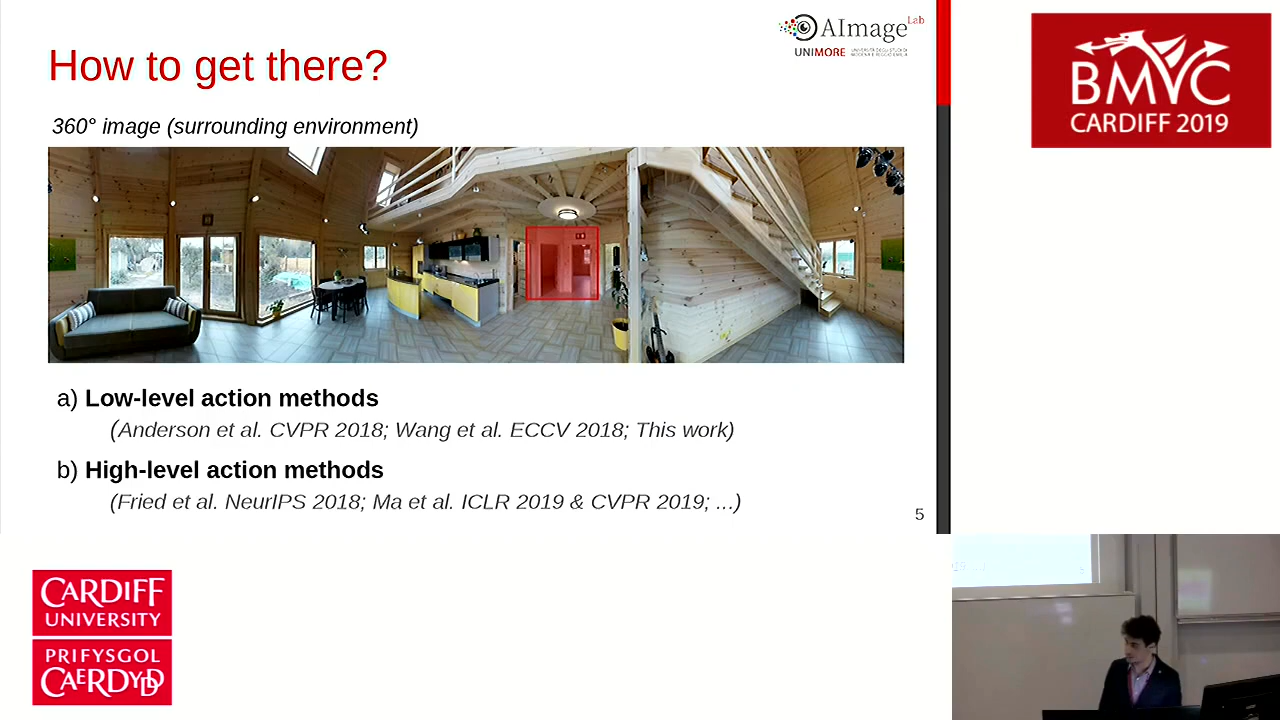 How to get there?
AImage Lab
UNIMORE
360° image (surrounding environment)
a) Low-level action methods
(Anderson et al. CVPR 2018; Wang et al. ECCV 2018; This work)
b) High-level action methods
(Fried et al. NeurIPS 2018; Ma et al. ICLR 2019 & CVPR 2019; ...)
5
BMVC
CARDIFF 2019
CARDIFF
UNIVERSITY
PRIFYSGOL
CAERDYDD